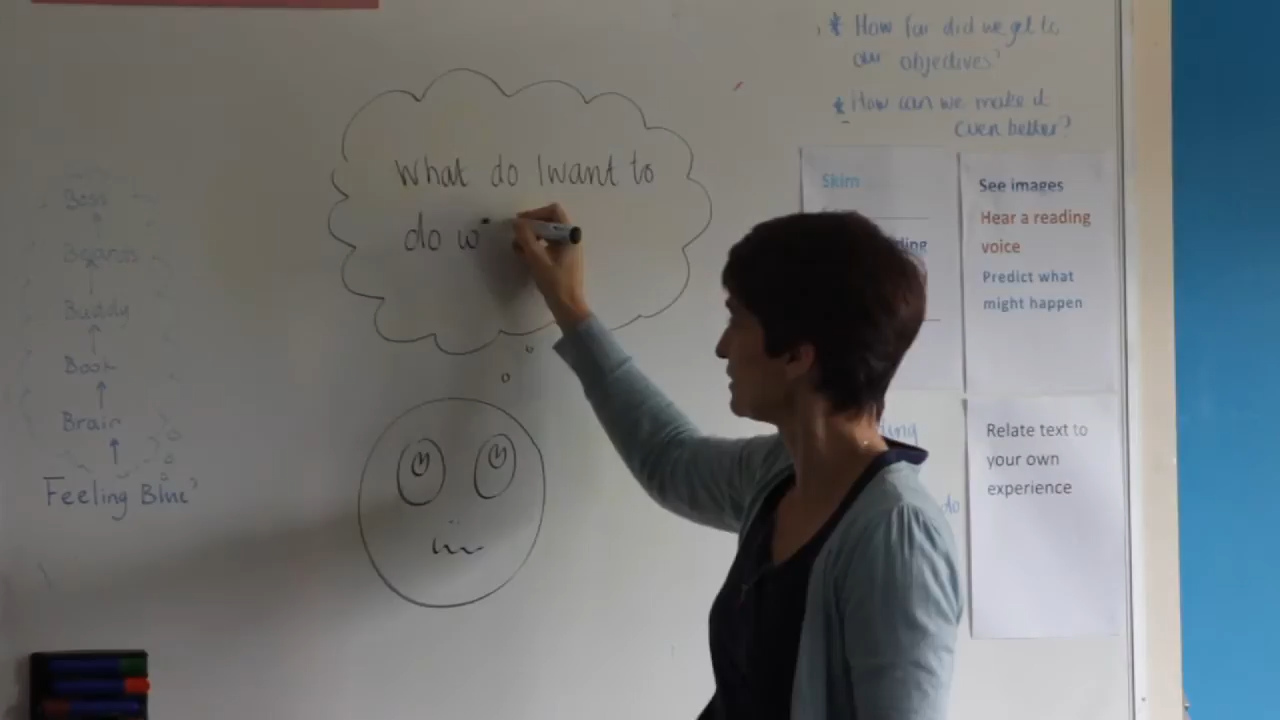 * How far did we get to
our objectives?
* How can we make it
even better?
What do I want to
do w
Boss
Boards
Buddy
Book
Brain
Feeling Blue?
Skim
See images
Hear a reading
voice
Predict what
might happen
Relate text to
your own
experience
do